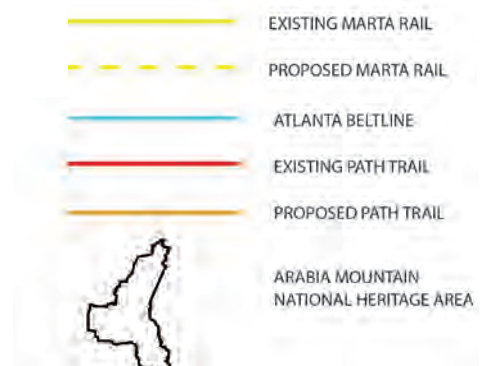 EXISTING MARTA RAIL
PROPOSED MARTA RAIL
ATLANTA BELTLINE
EXISTING PATH TRAIL
PROPOSED PATH TRAIL
ARABIA MOUNTAIN
NATIONAL HERITAGE AREA